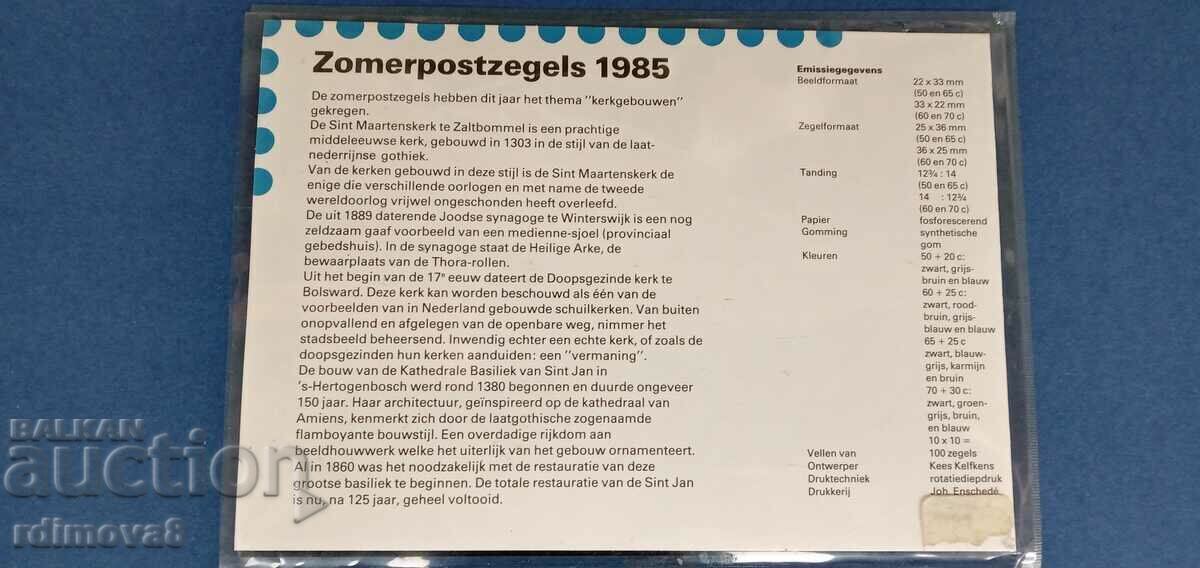 Zomerpostzegels 1985
De zomerpostzegels hebben dit jaar het thema "kerkgebouwen"
gekregen.
De Sint Maartenskerk te Zaltbommel is een prachtige
middeleeuwse kerk, gebouwd in 1303 in de stijl van de laat-
nederrijnse gothiek.
Van de kerken gebouwd in deze stijl is de Sint Maartenskerk de
enige die verschillende oorlogen en met name de tweede
wereldoorlog vrijwel ongeschonden heeft overleefd.
De uit 1889 daterende Joodse synagoge te Winterswijk is een nog
zeldzaam gaaf voorbeeld van een medienne-sjoel (provinciaal
gebedshuis). In de synagoge staat de Heilige Arke, de
bewaarplaats van de Thora-rollen.
Uit het begin van de 17e eeuw dateert de Doopsgezinde kerk te
Bolsward. Deze kerk kan worden beschouwd als één van de
voorbeelden van in Nederland gebouwde schuilkerken. Van buiten
onopvallend en afgelegen van de openbare weg, nimmer het
stadsbeeld beheersend. Inwendig echter een echte kerk, of zoals de
doopsgezinden hun kerken aanduiden: een "vermaning".
De bouw van de Kathedrale Basiliek van Sint Jan in
's-Hertogenbosch werd rond 1380 begonnen en duurde ongeveer
150 jaar. Haar architectuur, geïnspireerd op de kathedraal van
Amiens, kenmerkt zich door de laatgothische zogenaamde
flamboyante bouwstijl. Een overdadige rijkdom aan
beeldhouwwerk welke het uiterlijk van het gebouw ornamenteert.
Al in 1860 was het noodzakelijk met de restauratie van deze
grootse basiliek te beginnen. De totale restauratie van de Sint Jan
is nu, na 125 jaar, geheel voltooid.
Emissiegegevens
Beeldformaat 22 x 33 mm
(50 en 65 c)
33 x 22 mm
(60 en 70 c)
Zegelformaat 25 x 36 mm
(50 en 65 c)
36 x 25 mm
(60 en 70 c)
Tanding 12¾ : 14
(50 en 65 c)
14 : 12¾
(60 en 70 c)
Papier fosforescerend
Gomming synthetische
gom
Kleuren 50 + 20 c:
zwart, grijs-
bruin en blauw
60 + 25 c:
zwart, rood-
bruin, grijs-
blauw en blauw
65 + 25 c
zwart, blauw-
grijs, karmijn
en bruin
70 + 30 c:
zwart, groen-
grijs, bruin,
en blauw
Vellen van 10 x 10 =
100 zegels
Ontwerper Kees Kelfkens
Druktechniek rotatiediepdruk
Drukkerij Joh. Enschedé
BALKAN
auction
rdimova8